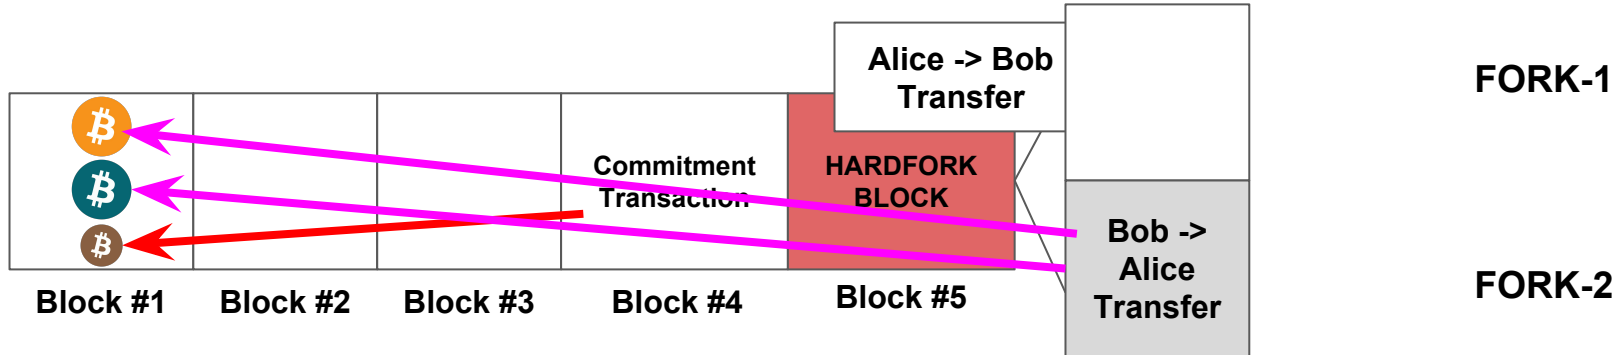 Alice -> Bob
Transfer
FORK-1
Commitment
Transaction
HARDFORK
BLOCK
Bob ->
Alice
Transfer
FORK-2
Block #1
Block #2
Block #3
Block #4
Block #5